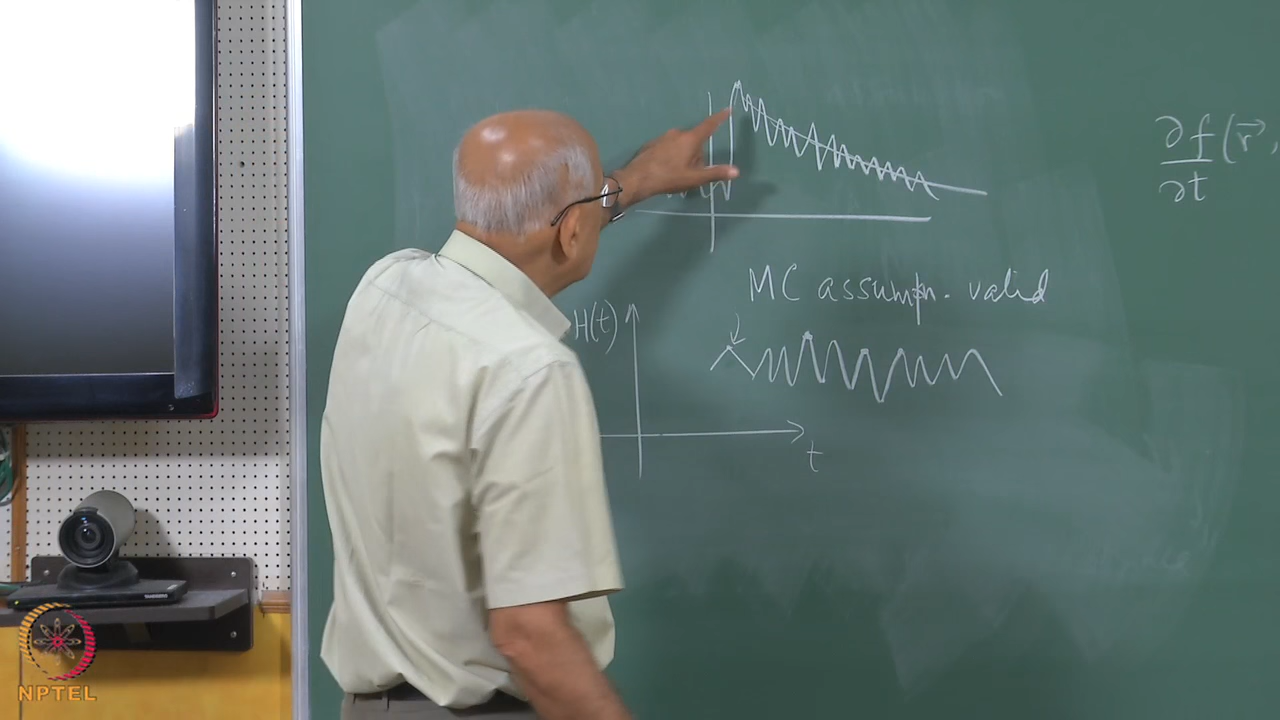 ∂f(r⃗,
∂t
MC assumpn. valid
H(t)
t
NPTEL